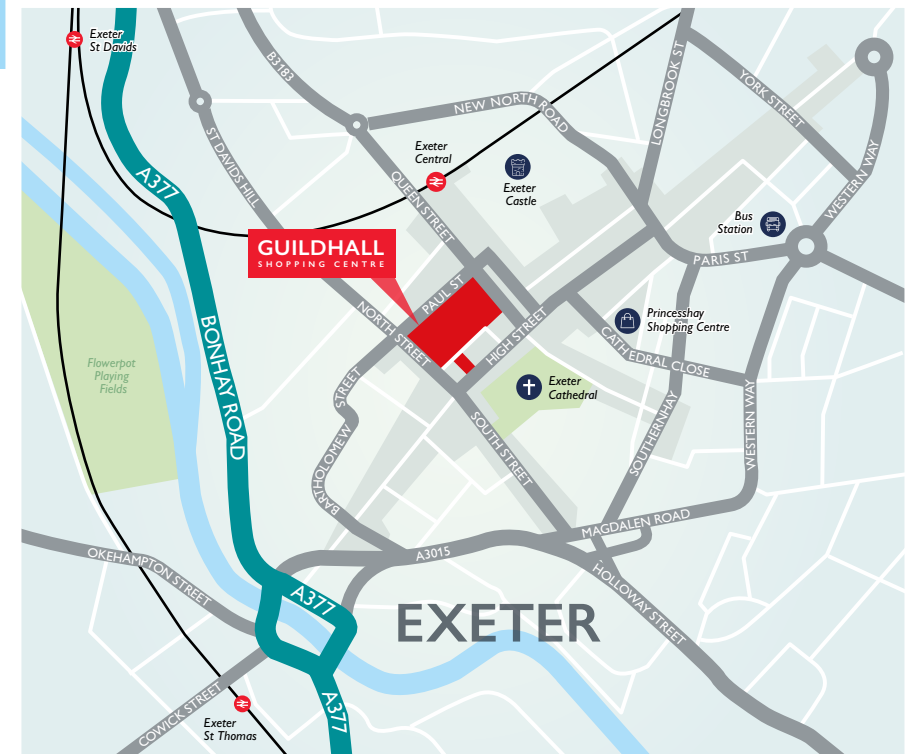 Exeter
St Davids
B3183
NEW NORTH ROAD
LONGBROOK ST
YORK STREET
ST DAVIDS HILL
A377
Exeter
Central
QUEEN STREET
Exeter
Castle
WESTERN WAY
Bus
Station
PARIS ST
GUILDHALL
SHOPPING CENTRE
PAUL ST
NORTH STREET
HIGH STREET
Princesshay
Shopping Centre
CATHEDRAL CLOSE
BONHAY ROAD
Flowerpot
Playing
Fields
Exeter
Cathedral
BARTHOLOMEW STREET
SOUTH STREET
SOUTHERNHAY
WESTERN WAY
MAGDALEN ROAD
A3015
OKEHAMPTON STREET
A377
EXETER
HOLLOWAY STREET
COWICK STREET
Exeter
St Thomas
A377